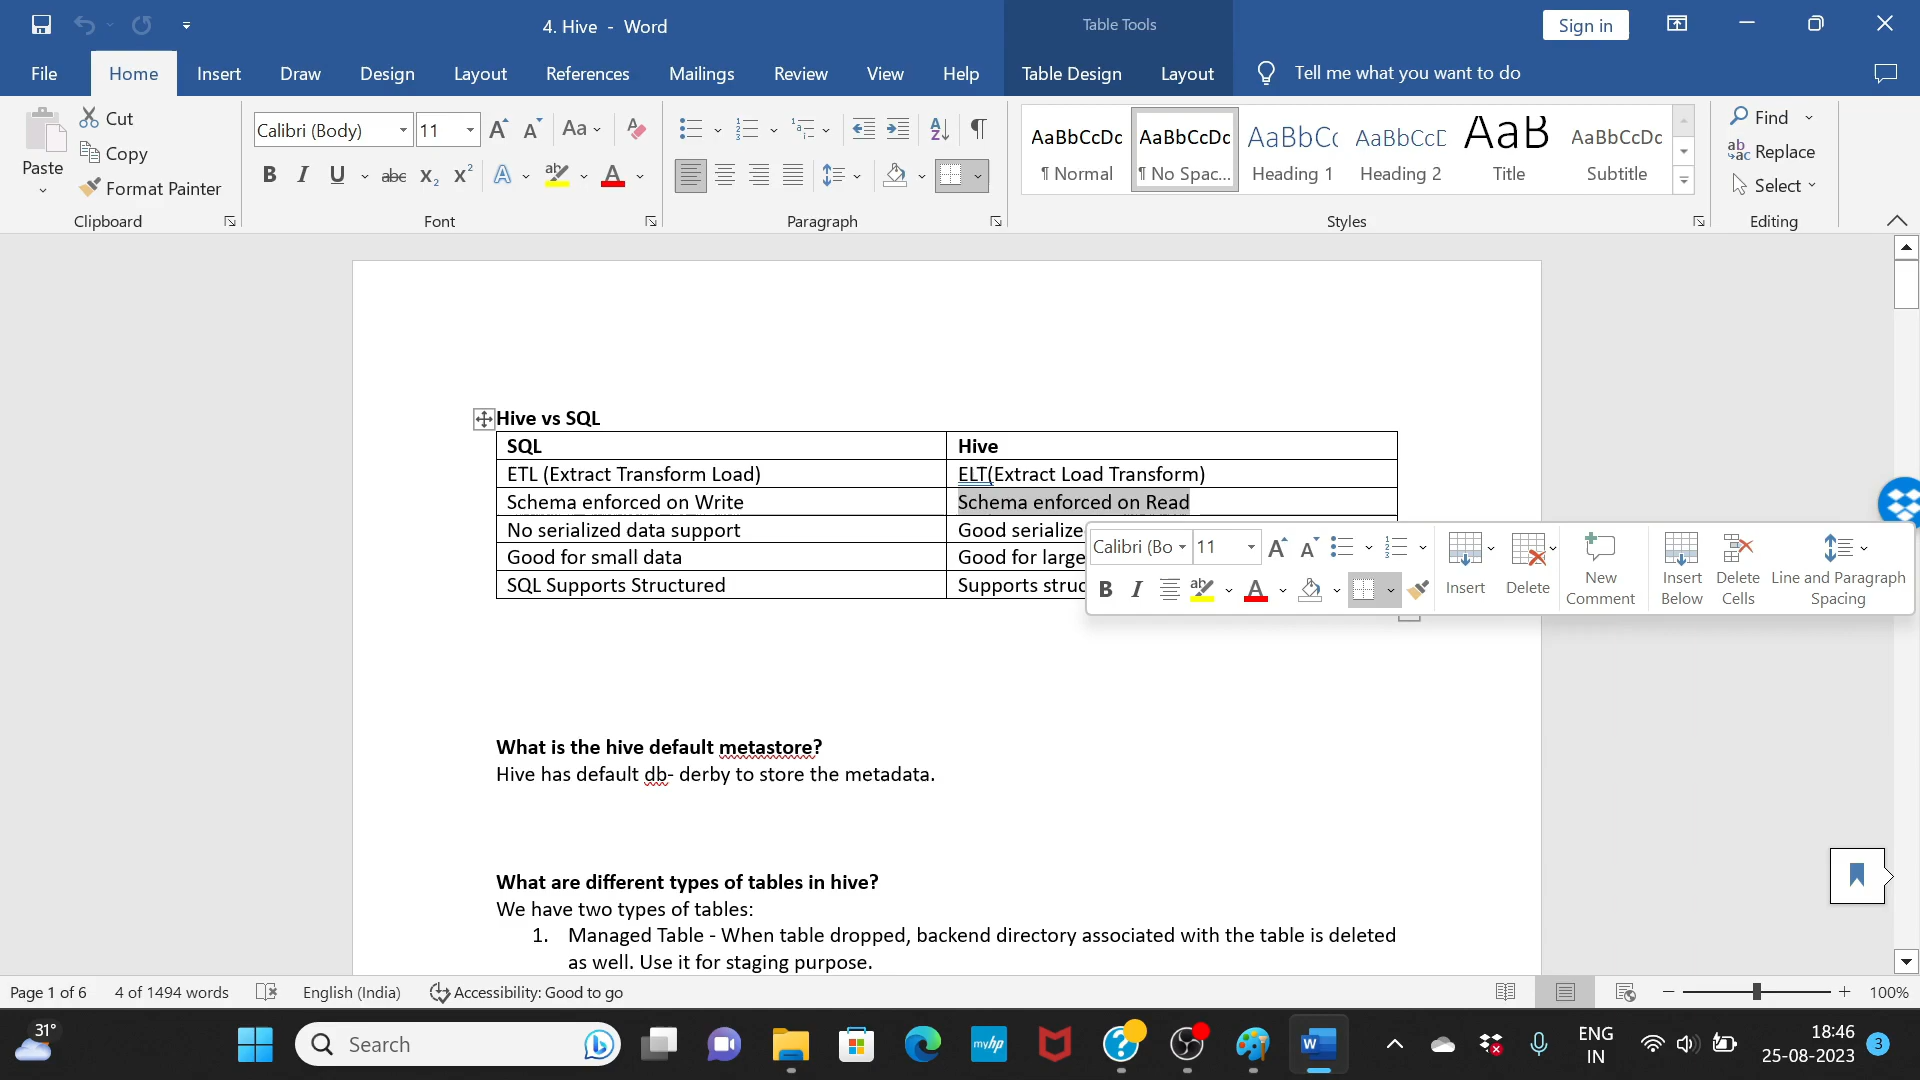 4. Hive - Word
Table Tools
Sign in
File
Home
Insert
Draw
Design
Layout
References
Mailings
Review
View
Help
Table Design
Layout
Tell me what you want to do
Paste
Cut
Copy
Format Painter
Clipboard
Calibri (Body)
11
Font
Paragraph
AaBbCcDc
¶ Normal
AaBbCcDc
¶ No Spac...
AaBbCc
Heading 1
AaBbCcD
Heading 2
AaB
Title
AaBbCcDc
Subtitle
Styles
Find
Replace
Select
Editing
Hive vs SQL
SQL Hive
ETL (Extract Transform Load) ELT(Extract Load Transform)
Schema enforced on Write Schema enforced on Read
No serialized data support Good serialize
Good for small data Good for large
SQL Supports Structured Supports struc
Calibri (Bo 11
Insert
Delete
New Comment
Insert Below
Delete Cells
Line and Paragraph Spacing
What is the hive default metastore?
Hive has default db- derby to store the metadata.
What are different types of tables in hive?
We have two types of tables:
1. Managed Table - When table dropped, backend directory associated with the table is deleted
as well. Use it for staging purpose.
Page 1 of 6
4 of 1494 words
English (India)
Accessibility: Good to go
100%
31°
Search
myhp
ENG
IN
18:46
25-08-2023
3